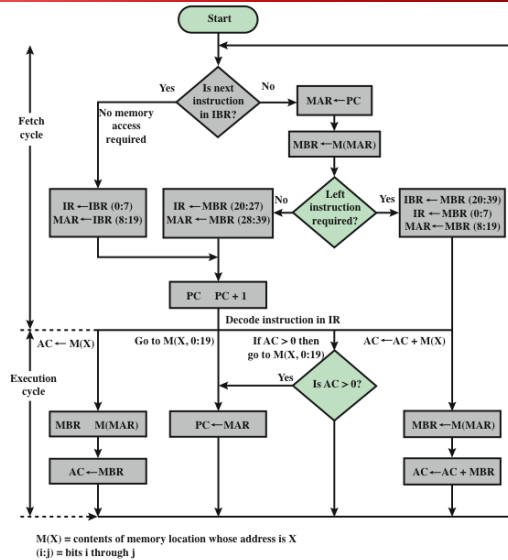 Start
Yes
Is next
instruction
in IBR?
No
MAR ← PC
Fetch
cycle
No memory
access
required
MBR ← M(MAR)
IR ← IBR (0:7)
MAR ← IBR (8:19)
IR ← MBR (20:27)
MAR ← MBR (28:39)
No
Left
instruction
required?
Yes
IBR ← MBR (20:39)
IR ← MBR (0:7)
MAR ← MBR (8:19)
PC PC + 1
Decode instruction in IR
AC ← M(X)
Go to M(X, 0:19)
If AC > 0 then
go to M(X, 0:19)
AC ← AC + M(X)
Execution
cycle
Yes
Is AC > 0?
MBR M(MAR)
PC ← MAR
MBR ← M(MAR)
AC ← MBR
AC ← AC + MBR
M(X) = contents of memory location whose address is X
(i:j) = bits i through j